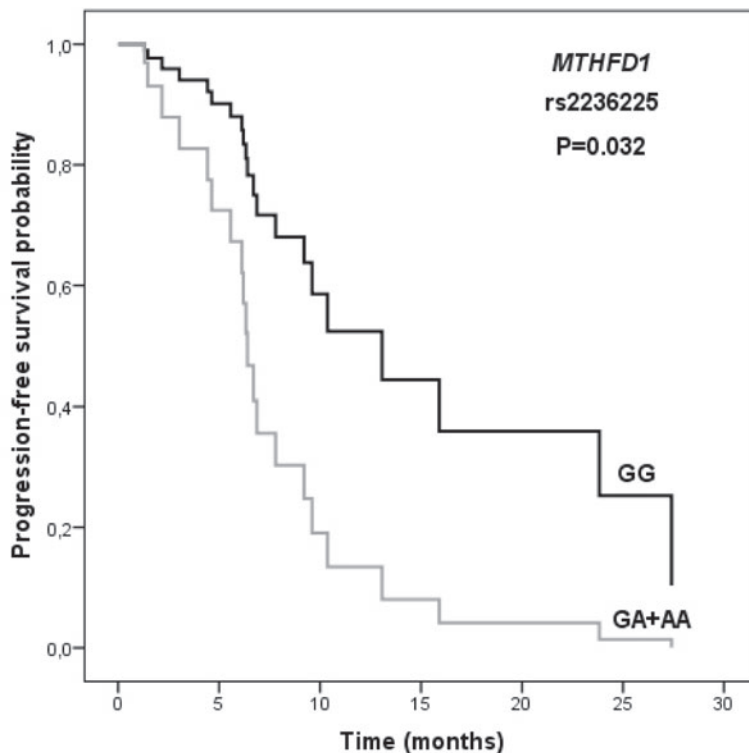 MTHFD1
rs2236225
P=0.032
Progression-free survival probability
1,0
0,8
0,6
0,4
0,2
0,0
GG
GA+AA
0 5 10 15 20 25 30
Time (months)